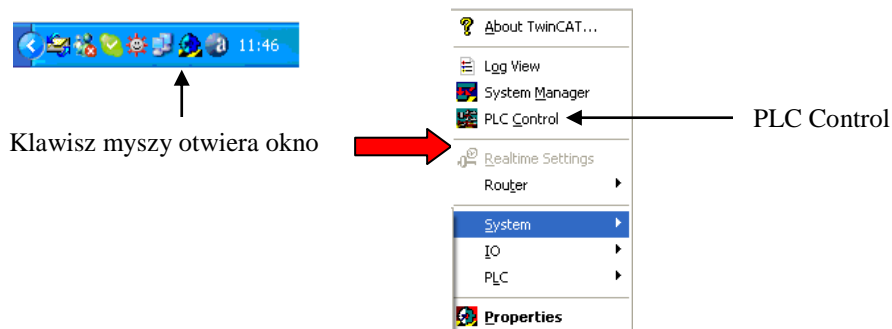 11:46
Klawisz myszy otwiera okno
About TwinCAT...
Log View
System Manager
PLC Control
Realtime Settings
Router
System
IO
PLC
Properties
PLC Control